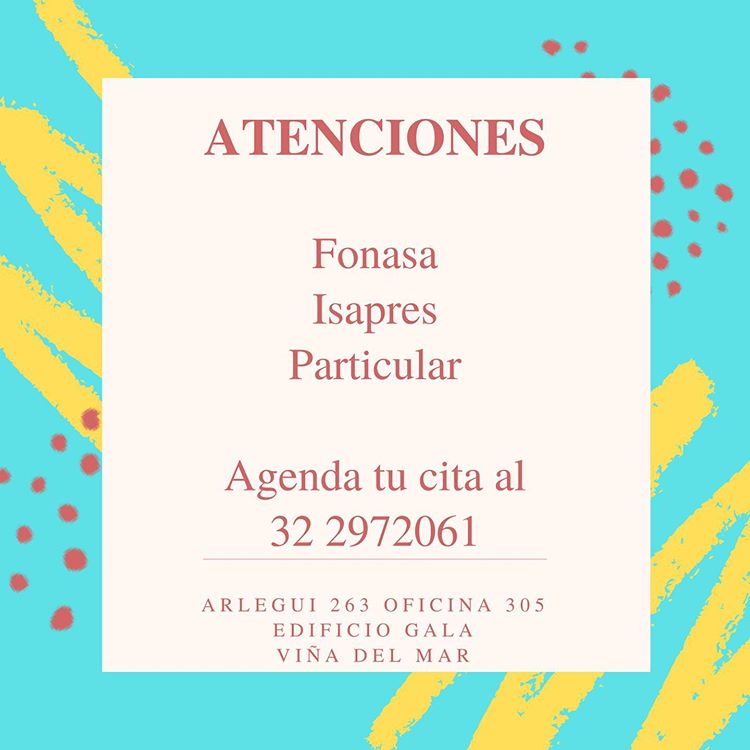 ATENCIONES
Fonasa
Isapres
Particular
Agenda tu cita al
32 2972061
ARLEGUI 263 OFICINA 305
EDIFICIO GALA
VIÑA DEL MAR